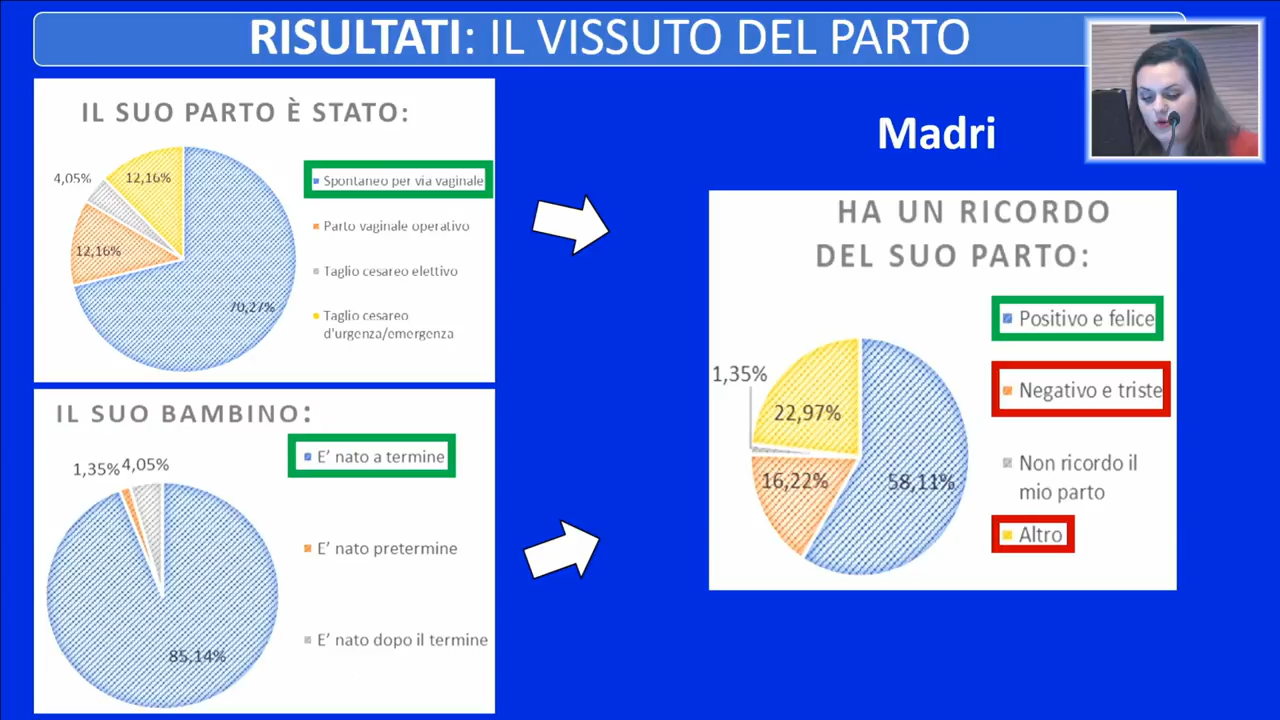 RISULTATI: IL VISSUTO DEL PARTO
IL SUO PARTO È STATO:
4,05%
12,16%
12,16%
70,27%
Spontaneo per via vaginale
Parto vaginale operativo
Taglio cesareo elettivo
Taglio cesareo
d'urgenza/emergenza
IL SUO BAMBINO:
1,35%
4,05%
85,14%
E' nato a termine
E' nato pretermine
E' nato dopo il termine
Madri
HA UN RICORDO
DEL SUO PARTO:
1,35%
22,97%
16,22%
58,11%
Positivo e felice
Negativo e triste
Non ricordo il
mio parto
Altro